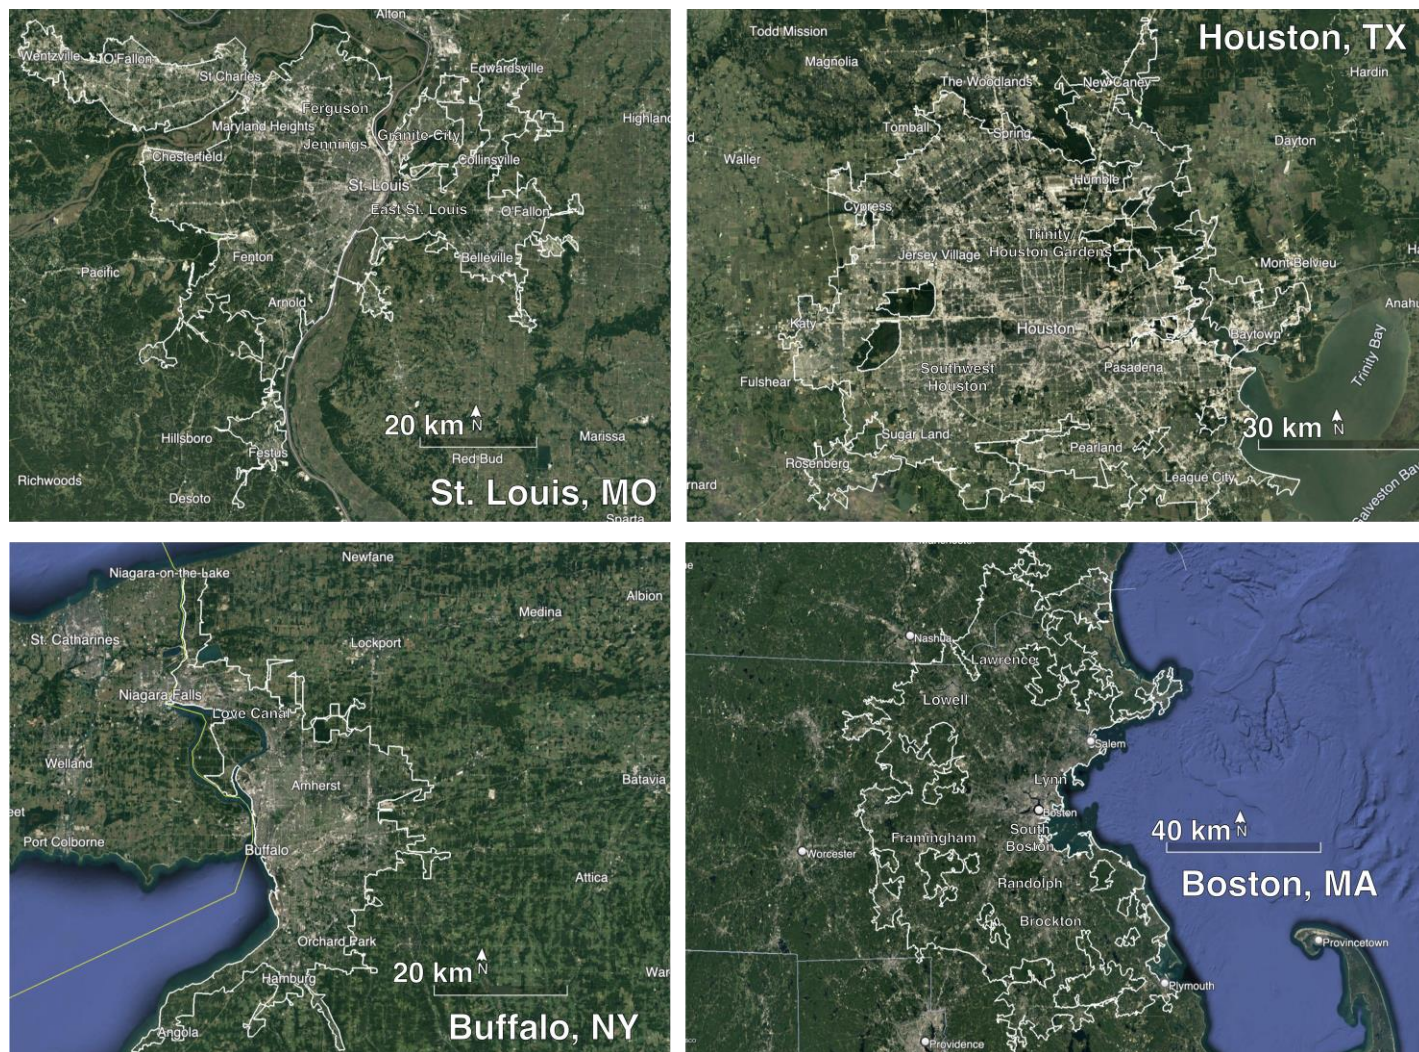 Alton
Wentzville
O'Fallon
St Charles
Edwardsville
Ferguson
Highland
Maryland Heights
Granite City
Jennings
Chesterfield
Collinsville
St. Louis
East St. Louis
O'Fallon
Fenton
Belleville
Pacific
Arnold
20 km
N
Hillsboro
Marissa
Festus
Red Bud
Richwoods
Desoto
St. Louis, MO
Sparta
Todd Mission
Houston, TX
Magnolia
Hardin
The Woodlands
New Caney
Tomball
Spring
Dayton
Waller
Humble
Cypress
Trinity/
Houston Gardens
Jersey Village
Mont Belvieu
Katy
Houston
Baytown
Trinity Bay
Southwest
Houston
Pasadena
Fulshear
30 km
N
Sugar Land
Pearland
Rosenberg
League City
Galveston Bay
Newfane
Niagara-on-the-Lake
Albion
Medina
St. Catharines
Lockport
Niagara Falls
Love Canal
Welland
Amherst
Batavia
Port Colborne
Buffalo
Attica
Orchard Park
20 km
N
Hamburg
Angola
Buffalo, NY
Nashua
Lawrence
Lowell
Salem
Lynn
Boston
40 km
N
South
Boston
Framingham
Worcester
Randolph
Boston, MA
Brockton
Provincetown
Plymouth
Providence